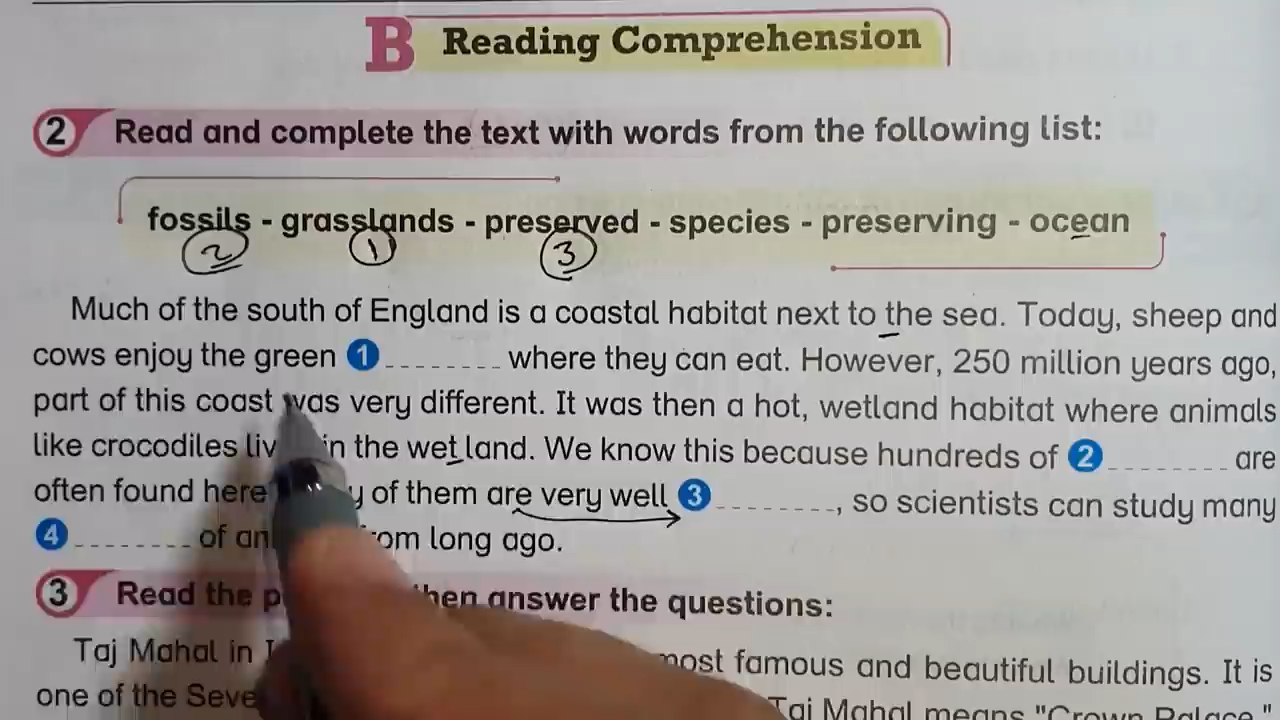 B Reading Comprehension
2 Read and complete the text with words from the following list:
fossils - grasslands - preserved - species - preserving - ocean
2 1 3
Much of the south of England is a coastal habitat next to the sea. Today, sheep and
cows enjoy the green 1 ________ where they can eat. However, 250 million years ago,
part of this coast was very different. It was then a hot, wetland habitat where animals
like crocodiles in the wet land. We know this because hundreds of 2 ________ are
often found here of them are very well 3 ________, so scientists can study many
4 ________ of from long ago.
3 Read the then answer the questions:
Taj Mahal in most famous and beautiful buildings. It is
one of the Taj Mahal means "Crown Palace."